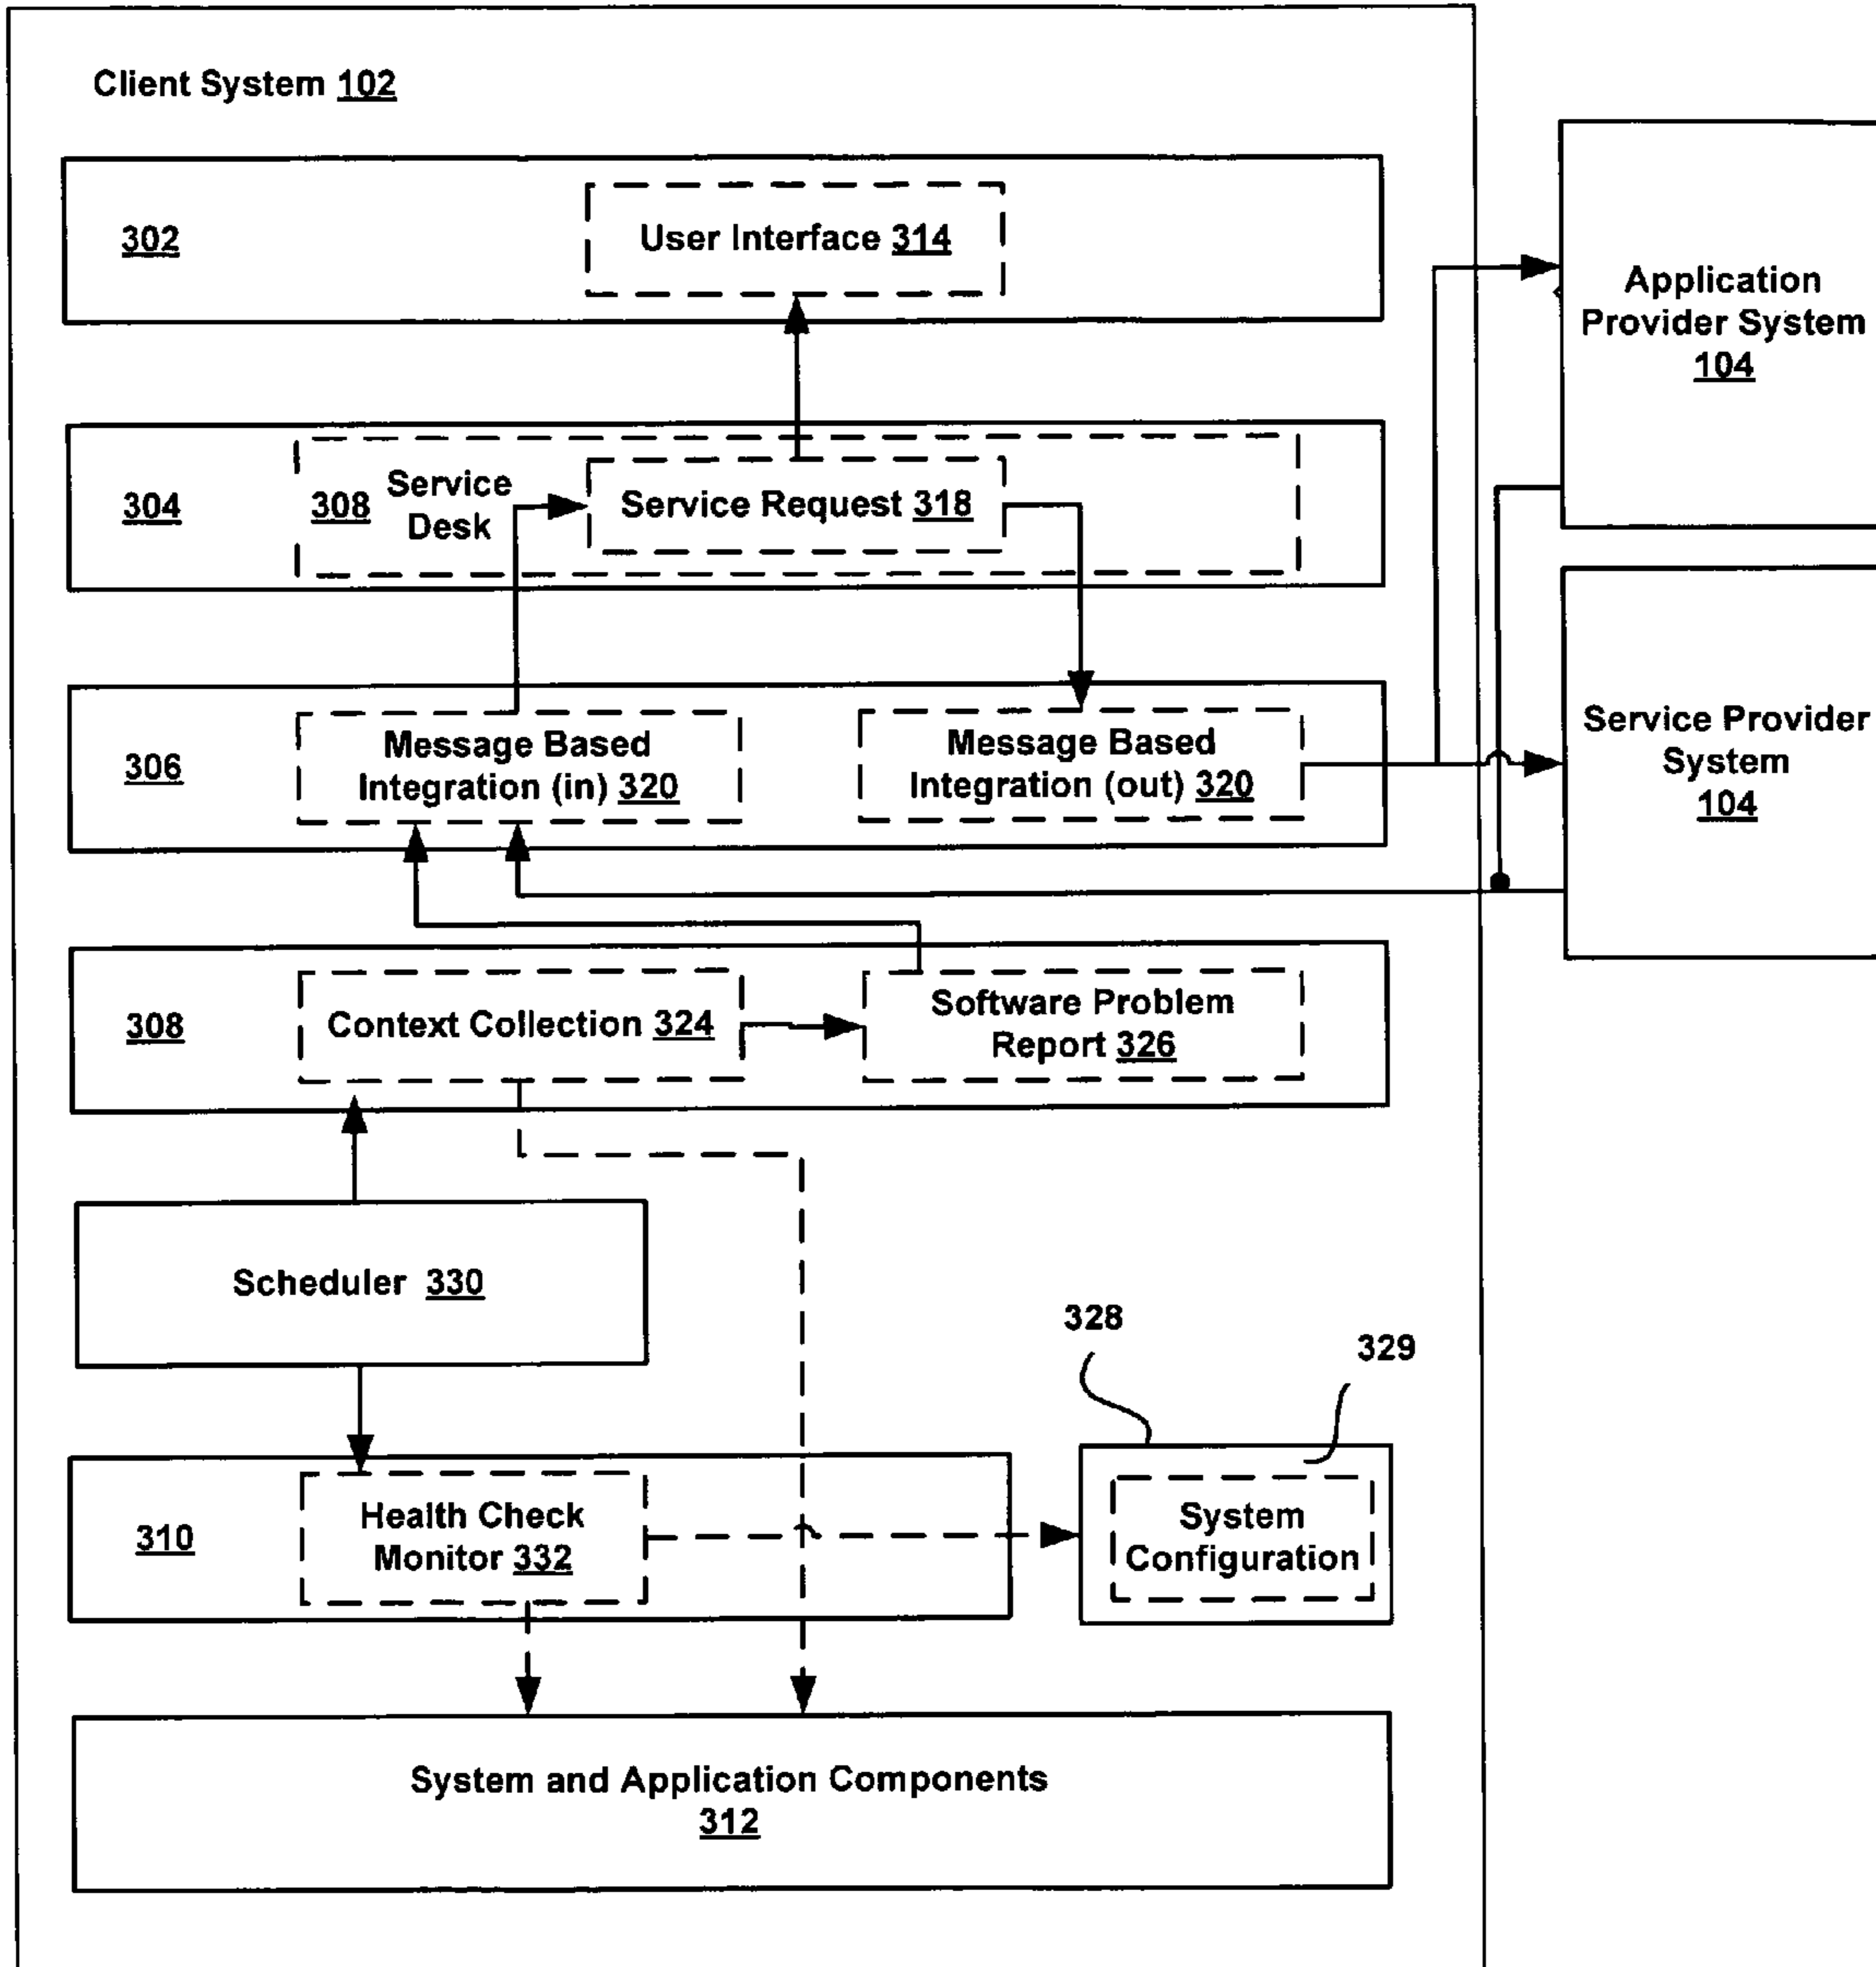 Client System 102
302
User Interface 314
Application
Provider System
104
304
308
Service
Desk
Service Request 318
306
Message Based
Integration (in) 320
Message Based
Integration (out) 320
Service Provider
System
104
308
Context Collection 324
Software Problem
Report 326
Scheduler 330
328
329
310
Health Check
Monitor 332
System
Configuration
System and Application Components
312